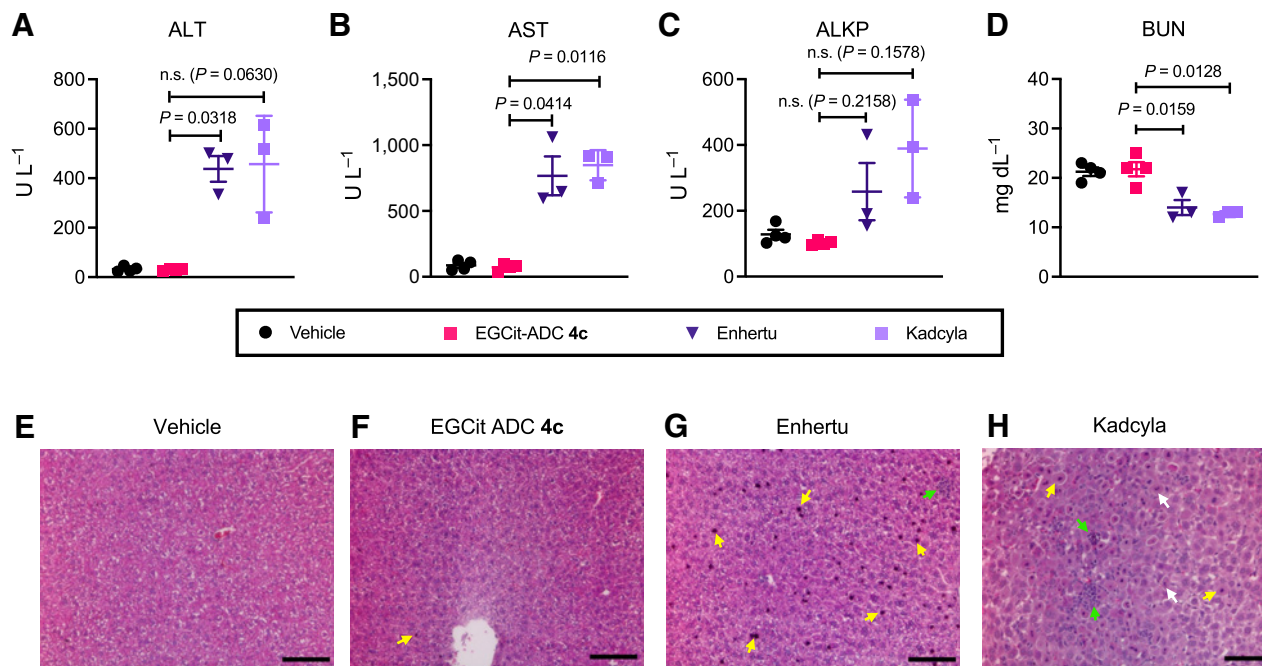 A
ALT
800
600
400
200
0
U L–1
n.s. (P = 0.0630)
P = 0.0318
B
AST
1,500
1,000
500
0
U L–1
P = 0.0116
P = 0.0414
C
ALKP
600
400
200
0
U L–1
n.s. (P = 0.1578)
n.s. (P = 0.2158)
D
BUN
40
30
20
10
0
mg dL–1
P = 0.0128
P = 0.0159
Vehicle
EGCit-ADC 4c
Enhertu
Kadcyla
E
Vehicle
F
EGCit ADC 4c
G
Enhertu
H
Kadcyla